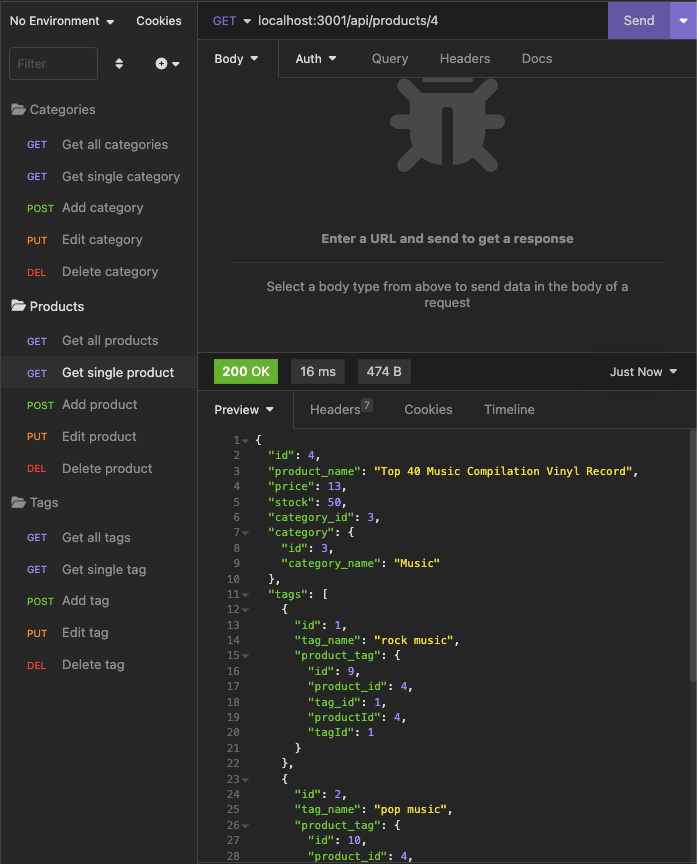 No Environment Cookies
Filter
Categories
GET Get all categories
GET Get single category
POST Add category
PUT Edit category
DEL Delete category
Products
GET Get all products
GET Get single product
POST Add product
PUT Edit product
DEL Delete product
Tags
GET Get all tags
GET Get single tag
POST Add tag
PUT Edit tag
DEL Delete tag
GET localhost:3001/api/products/4 Send
Body Auth Query Headers Docs
Enter a URL and send to get a response
Select a body type from above to send data in the body of a
request
200 OK 16 ms 474 B Just Now
Preview Headers 7 Cookies Timeline
1 {
2 "id": 4,
3 "product_name": "Top 40 Music Compilation Vinyl Record",
4 "price": 13,
5 "stock": 50,
6 "category_id": 3,
7 "category": {
8 "id": 3,
9 "category_name": "Music"
10 },
11 "tags": [
12 {
13 "id": 1,
14 "tag_name": "rock music",
15 "product_tag": {
16 "id": 9,
17 "product_id": 4,
18 "tag_id": 1,
19 "productId": 4,
20 "tagId": 1
21 }
22 },
23 {
24 "id": 2,
25 "tag_name": "pop music",
26 "product_tag": {
27 "id": 10,
28 "product_id": 4,